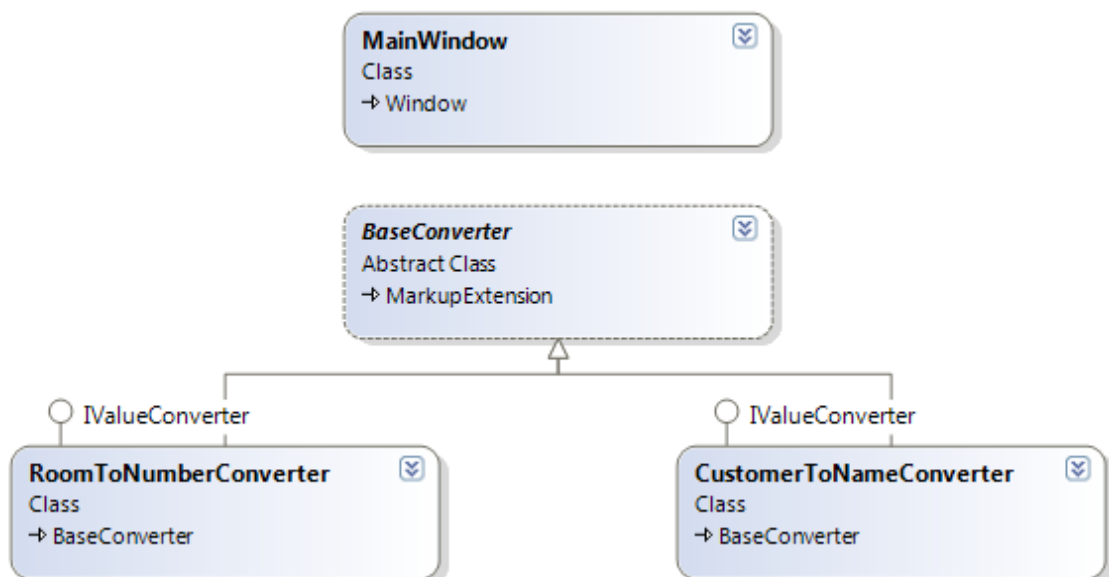 MainWindow
Class
Window
BaseConverter
Abstract Class
MarkupExtension
IValueConverter
IValueConverter
RoomToNumberConverter
Class
BaseConverter
CustomerToNameConverter
Class
BaseConverter